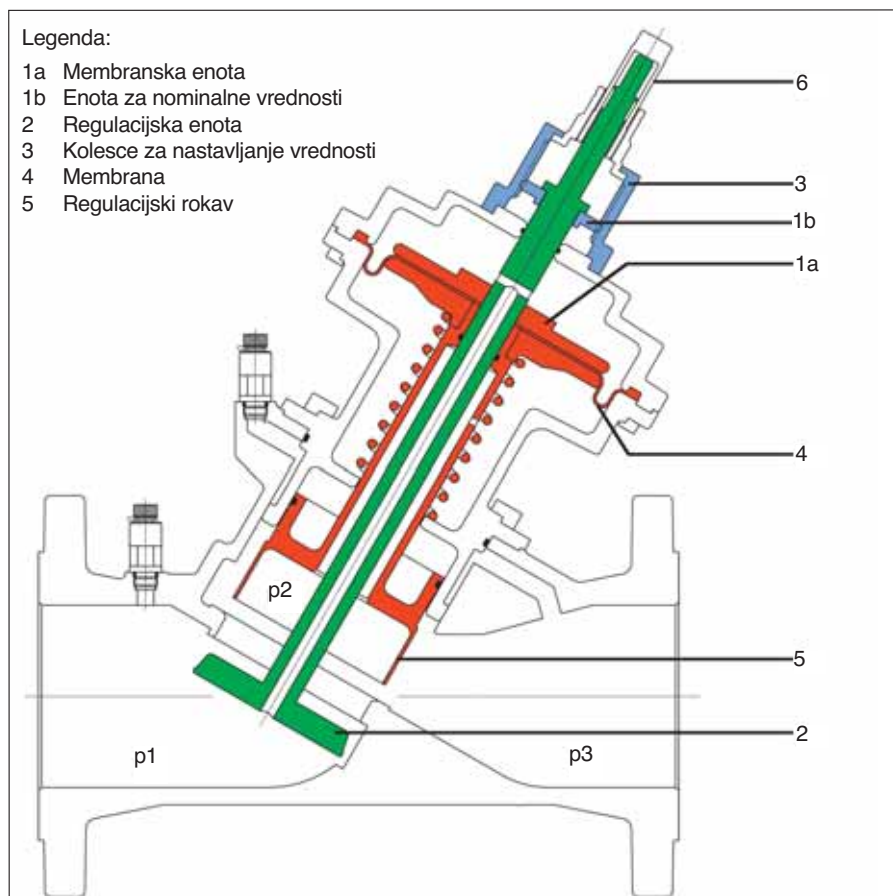 Legenda:
1a Membranska enota
1b Enota za nominalne vrednosti
2 Regulacijska enota
3 Kolesce za nastavljanje vrednosti
4 Membrana
5 Regulacijski rokav
6
3
1b
1a
4
p2
5
2
p1
p3